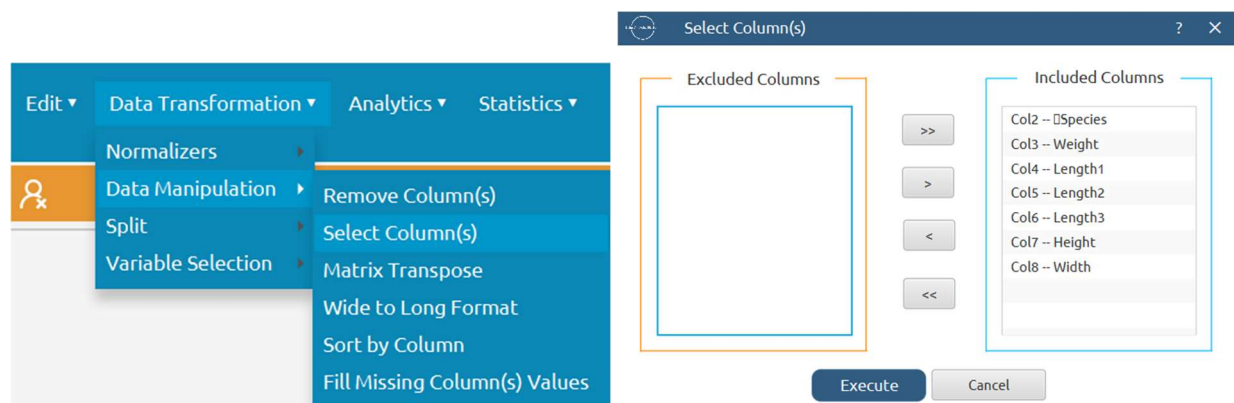 Edit ▾ Data Transformation ▾ Analytics ▾ Statistics ▾
Normalizers
Data Manipulation
Split
Variable Selection
Remove Column(s)
Select Column(s)
Matrix Transpose
Wide to Long Format
Sort by Column
Fill Missing Column(s) Values
Select Column(s) ? ✕
Excluded Columns
>>
>
<
<<
Included Columns
Col2 -- ▯Species
Col3 -- Weight
Col4 -- Length1
Col5 -- Length2
Col6 -- Length3
Col7 -- Height
Col8 -- Width
Execute Cancel